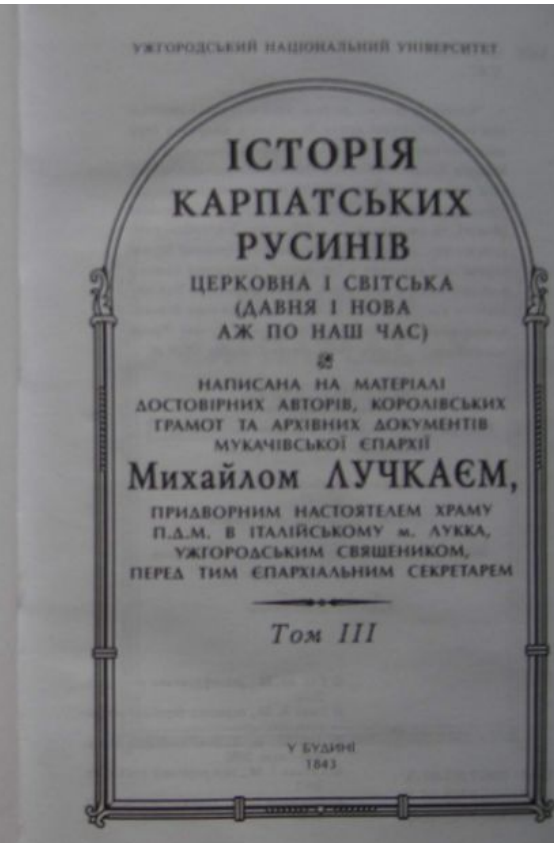 УЖГОРОДСЬКИЙ НАЦІОНАЛЬНИЙ УНІВЕРСИТЕТ
ІСТОРІЯ
КАРПАТСЬКИХ
РУСИНІВ
ЦЕРКОВНА І СВІТСЬКА
(ДАВНЯ І НОВА
АЖ ПО НАШ ЧАС)
НАПИСАНА НА МАТЕРІАЛІ
ДОСТОВІРНИХ АВТОРІВ, КОРОЛІВСЬКИХ
ГРАМОТ ТА АРХІВНИХ ДОКУМЕНТІВ
МУКАЧІВСЬКОЇ ЄПАРХІЇ
Михайлом ЛУЧКАЄМ,
ПРИДВОРНИМ НАСТОЯТЕЛЕМ ХРАМУ
П.Д.М. В ІТАЛІЙСЬКОМУ м. ЛУККА,
УЖГОРОДСЬКИМ СВЯЩЕНИКОМ,
ПЕРЕД ТИМ ЄПАРХІАЛЬНИМ СЕКРЕТАРЕМ
Том III
У БУДИНІ
1843